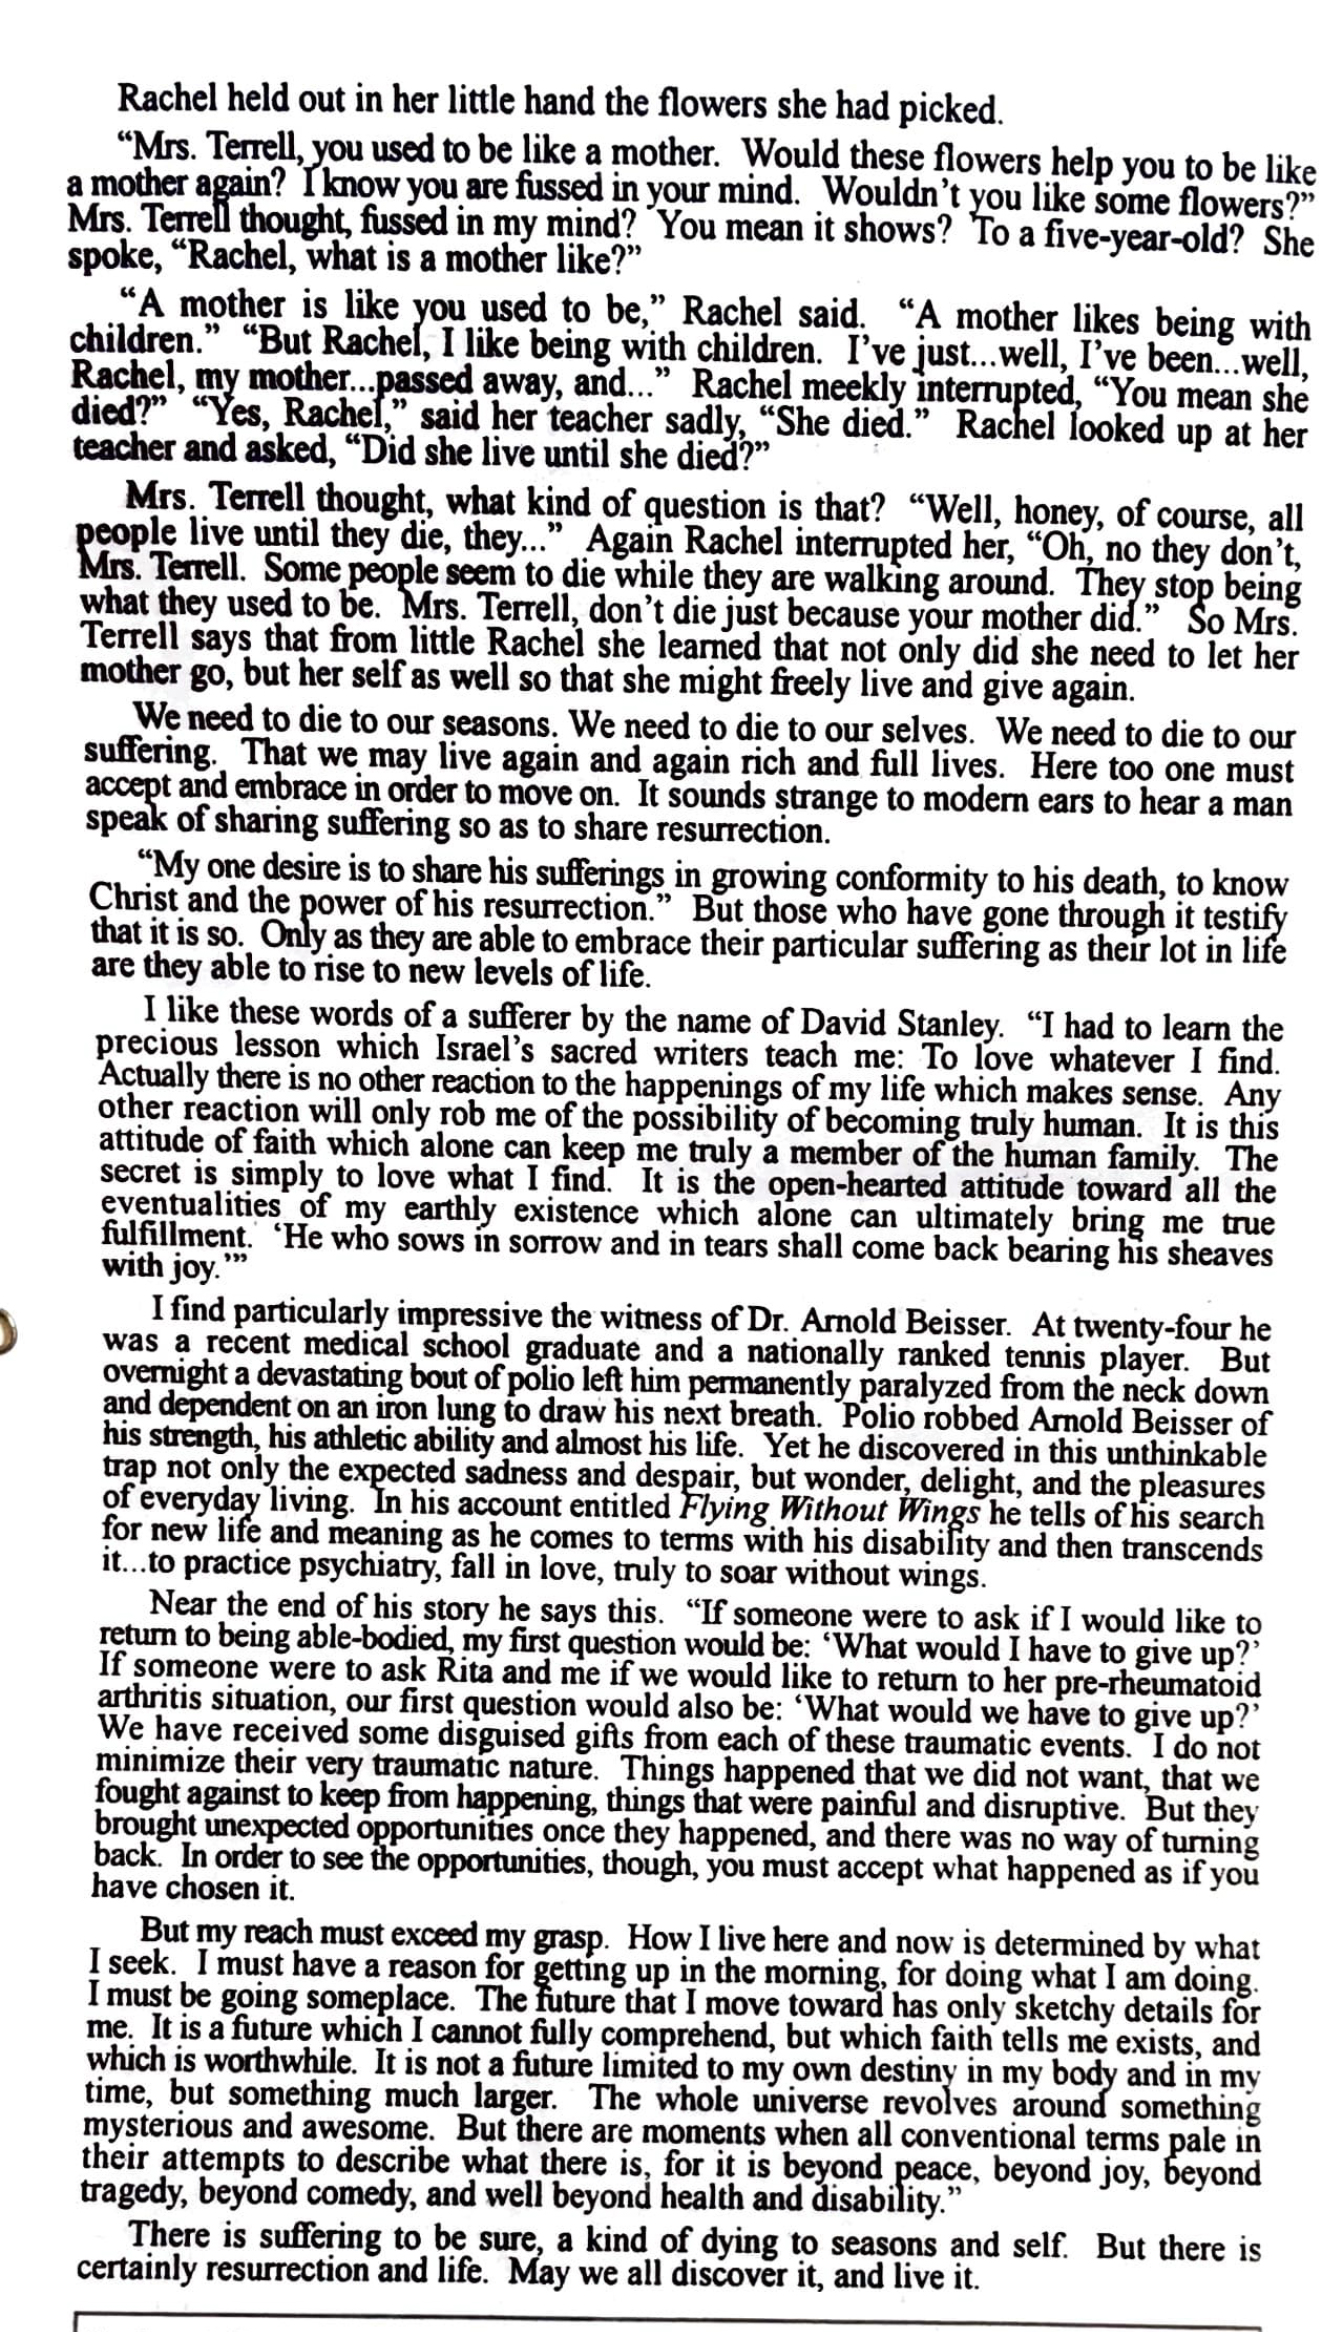 Rachel held out in her little hand the flowers she had picked.
“Mrs. Terrell, you used to be like a mother. Would these flowers help you to be like
a mother again? I know you are fussed in your mind. Wouldn’t you like some flowers?”
Mrs. Terrell thought, fussed in my mind? You mean it shows? To a five-year-old? She
spoke, “Rachel, what is a mother like?”
“A mother is like you used to be,” Rachel said. “A mother likes being with
children.” “But Rachel, I like being with children. I’ve just...well, I’ve been...well,
Rachel, my mother...passed away, and...” Rachel meekly interrupted, “You mean she
died?” “Yes, Rachel,” said her teacher sadly, “She died.” Rachel looked up at her
teacher and asked, “Did she live until she died?”
Mrs. Terrell thought, what kind of question is that? “Well, honey, of course, all
people live until they die, they...” Again Rachel interrupted her, “Oh, no they don’t,
Mrs. Terrell. Some people seem to die while they are walking around. They stop being
what they used to be. Mrs. Terrell, don’t die just because your mother did.” So Mrs.
Terrell says that from little Rachel she learned that not only did she need to let her
mother go, but her self as well so that she might freely live and give again.
We need to die to our seasons. We need to die to our selves. We need to die to our
suffering. That we may live again and again rich and full lives. Here too one must
accept and embrace in order to move on. It sounds strange to modern ears to hear a man
speak of sharing suffering so as to share resurrection.
“My one desire is to share his sufferings in growing conformity to his death, to know
Christ and the power of his resurrection.” But those who have gone through it testify
that it is so. Only as they are able to embrace their particular suffering as their lot in life
are they able to rise to new levels of life.
I like these words of a sufferer by the name of David Stanley. “I had to learn the
precious lesson which Israel’s sacred writers teach me: To love whatever I find.
Actually there is no other reaction to the happenings of my life which makes sense. Any
other reaction will only rob me of the possibility of becoming truly human. It is this
attitude of faith which alone can keep me truly a member of the human family. The
secret is simply to love what I find. It is the open-hearted attitude toward all the
eventualities of my earthly existence which alone can ultimately bring me true
fulfillment. ‘He who sows in sorrow and in tears shall come back bearing his sheaves
with joy.’”
I find particularly impressive the witness of Dr. Arnold Beisser. At twenty-four he
was a recent medical school graduate and a nationally ranked tennis player. But
overnight a devastating bout of polio left him permanently paralyzed from the neck down
and dependent on an iron lung to draw his next breath. Polio robbed Arnold Beisser of
his strength, his athletic ability and almost his life. Yet he discovered in this unthinkable
trap not only the expected sadness and despair, but wonder, delight, and the pleasures
of everyday living. In his account entitled Flying Without Wings he tells of his search
for new life and meaning as he comes to terms with his disability and then transcends
it...to practice psychiatry, fall in love, truly to soar without wings.
Near the end of his story he says this. “If someone were to ask if I would like to
return to being able-bodied, my first question would be: ‘What would I have to give up?’
If someone were to ask Rita and me if we would like to return to her pre-rheumatoid
arthritis situation, our first question would also be: ‘What would we have to give up?’
We have received some disguised gifts from each of these traumatic events. I do not
minimize their very traumatic nature. Things happened that we did not want, that we
fought against to keep from happening, things that were painful and disruptive. But they
brought unexpected opportunities once they happened, and there was no way of turning
back. In order to see the opportunities, though, you must accept what happened as if you
have chosen it.
But my reach must exceed my grasp. How I live here and now is determined by what
I seek. I must have a reason for getting up in the morning, for doing what I am doing.
I must be going someplace. The future that I move toward has only sketchy details for
me. It is a future which I cannot fully comprehend, but which faith tells me exists, and
which is worthwhile. It is not a future limited to my own destiny in my body and in my
time, but something much larger. The whole universe revolves around something
mysterious and awesome. But there are moments when all conventional terms pale in
their attempts to describe what there is, for it is beyond peace, beyond joy, beyond
tragedy, beyond comedy, and well beyond health and disability.”
There is suffering to be sure, a kind of dying to seasons and self. But there is
certainly resurrection and life. May we all discover it, and live it.